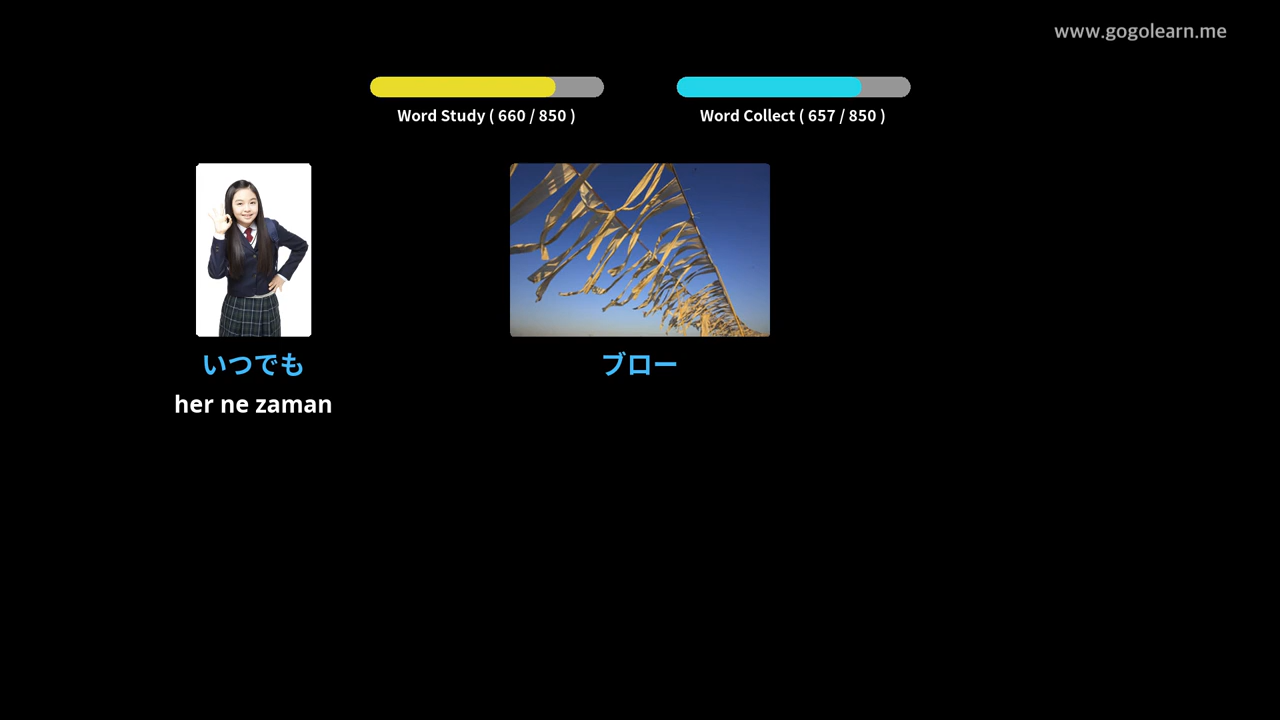 www.gogolearn.me
Word Study ( 660 / 850 )
Word Collect ( 657 / 850 )
いつでも
ブロー
her ne zaman